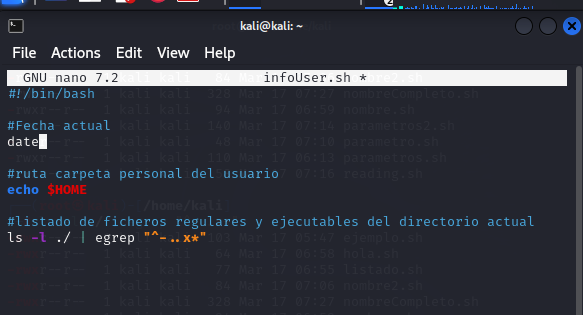 2
kali@kali: ~
File Actions Edit View Help
GNU nano 7.2 infoUser.sh *
#!/bin/bash
#Fecha actual
date
#ruta carpeta personal del usuario
echo $HOME
#listado de ficheros regulares y ejecutables del directorio actual
ls -l ./ | egrep "^-..x*"